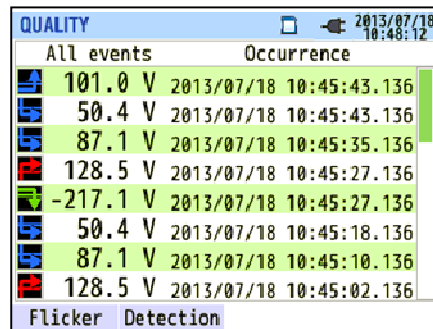 QUALITY 2013/07/18
10:48:12
All events Occurrence
101.0 V 2013/07/18 10:45:43.136
50.4 V 2013/07/18 10:45:43.136
87.1 V 2013/07/18 10:45:35.136
128.5 V 2013/07/18 10:45:27.136
-217.1 V 2013/07/18 10:45:27.136
50.4 V 2013/07/18 10:45:18.136
87.1 V 2013/07/18 10:45:10.136
128.5 V 2013/07/18 10:45:02.136
Flicker Detection